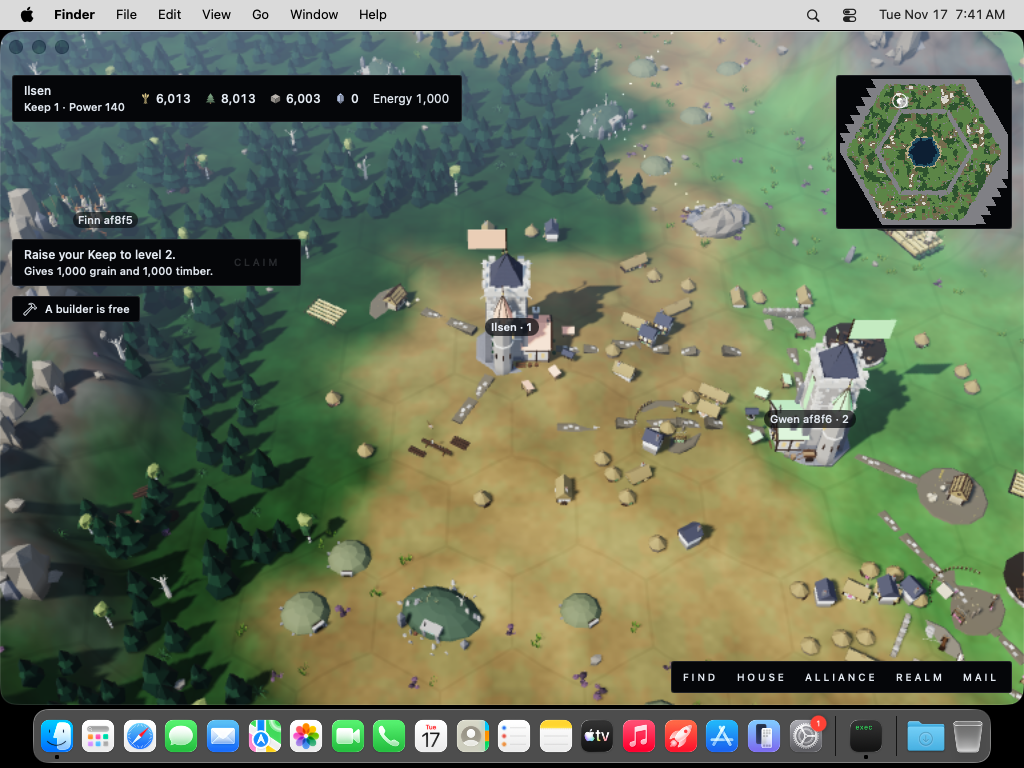 Finder File Edit View Go Window Help Tue Nov 17 7:41 AM
Ilsen
Keep 1 · Power 140
6,013 8,013 6,003 0 Energy 1,000
Finn af8f5
Raise your Keep to level 2.
Gives 1,000 grain and 1,000 timber.
CLAIM
A builder is free
Ilsen · 1
Gwen af8f6 · 2
FIND HOUSE ALLIANCE REALM MAIL
Tue
17
tv
1
exec